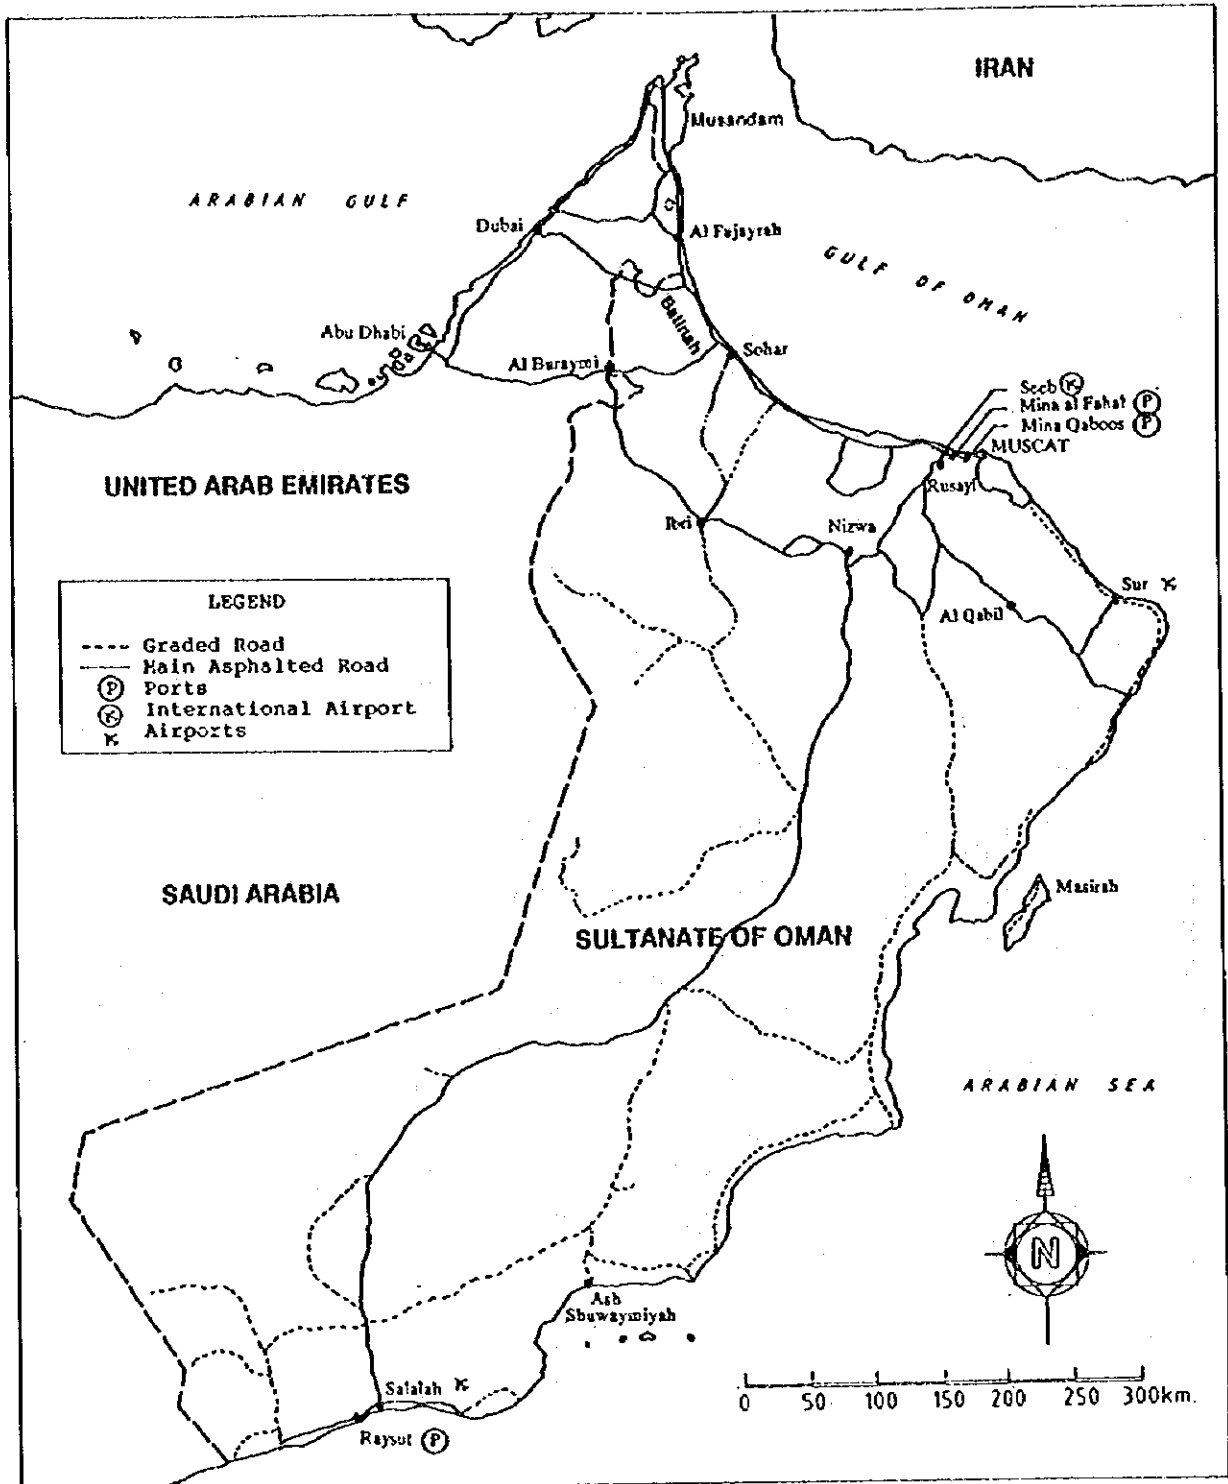 IRAN
Musandam
ARABIAN GULF
Dubai
Al Fajayrah
GULF OF OMAN
Batinah
Abu Dhabi
Sohar
Al Buraymi
Seeb
Mina al Fahal P
Mina Qaboos P
MUSCAT
UNITED ARAB EMIRATES
Rusayl
Nizwa
Sur
Al Qabil
LEGEND
Graded Road
Main Asphalted Road
P Ports
International Airport
Airports
SAUDI ARABIA
Masirah
SULTANATE OF OMAN
ARABIAN SEA
N
Ash
Shuwaymiyah
Salalah
0 50 100 150 200 250 300km.
Raysut P